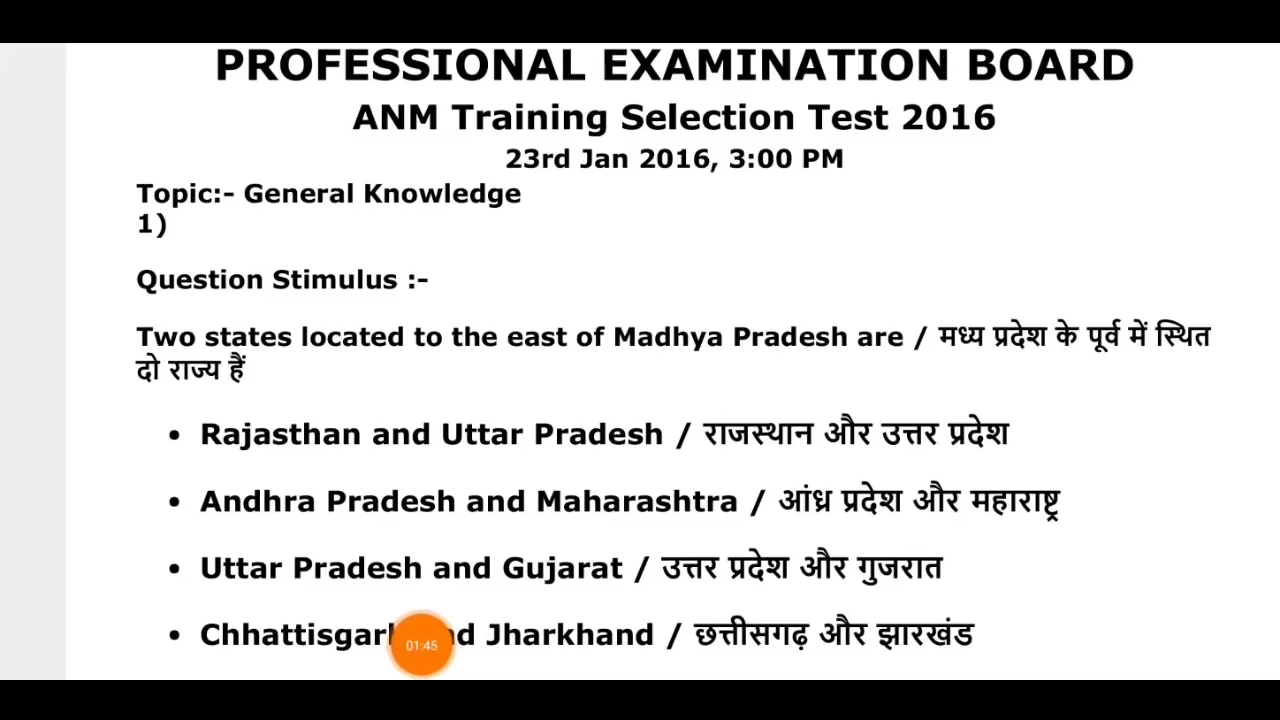 PROFESSIONAL EXAMINATION BOARD
ANM Training Selection Test 2016
23rd Jan 2016, 3:00 PM
Topic:- General Knowledge
1)
Question Stimulus :-
Two states located to the east of Madhya Pradesh are / मध्य प्रदेश के पूर्व में स्थित
दो राज्य हैं
• Rajasthan and Uttar Pradesh / राजस्थान और उत्तर प्रदेश
• Andhra Pradesh and Maharashtra / आंध्र प्रदेश और महाराष्ट्र
• Uttar Pradesh and Gujarat / उत्तर प्रदेश और गुजरात
• Chhattisgarh and Jharkhand / छत्तीसगढ़ और झारखंड
01:45